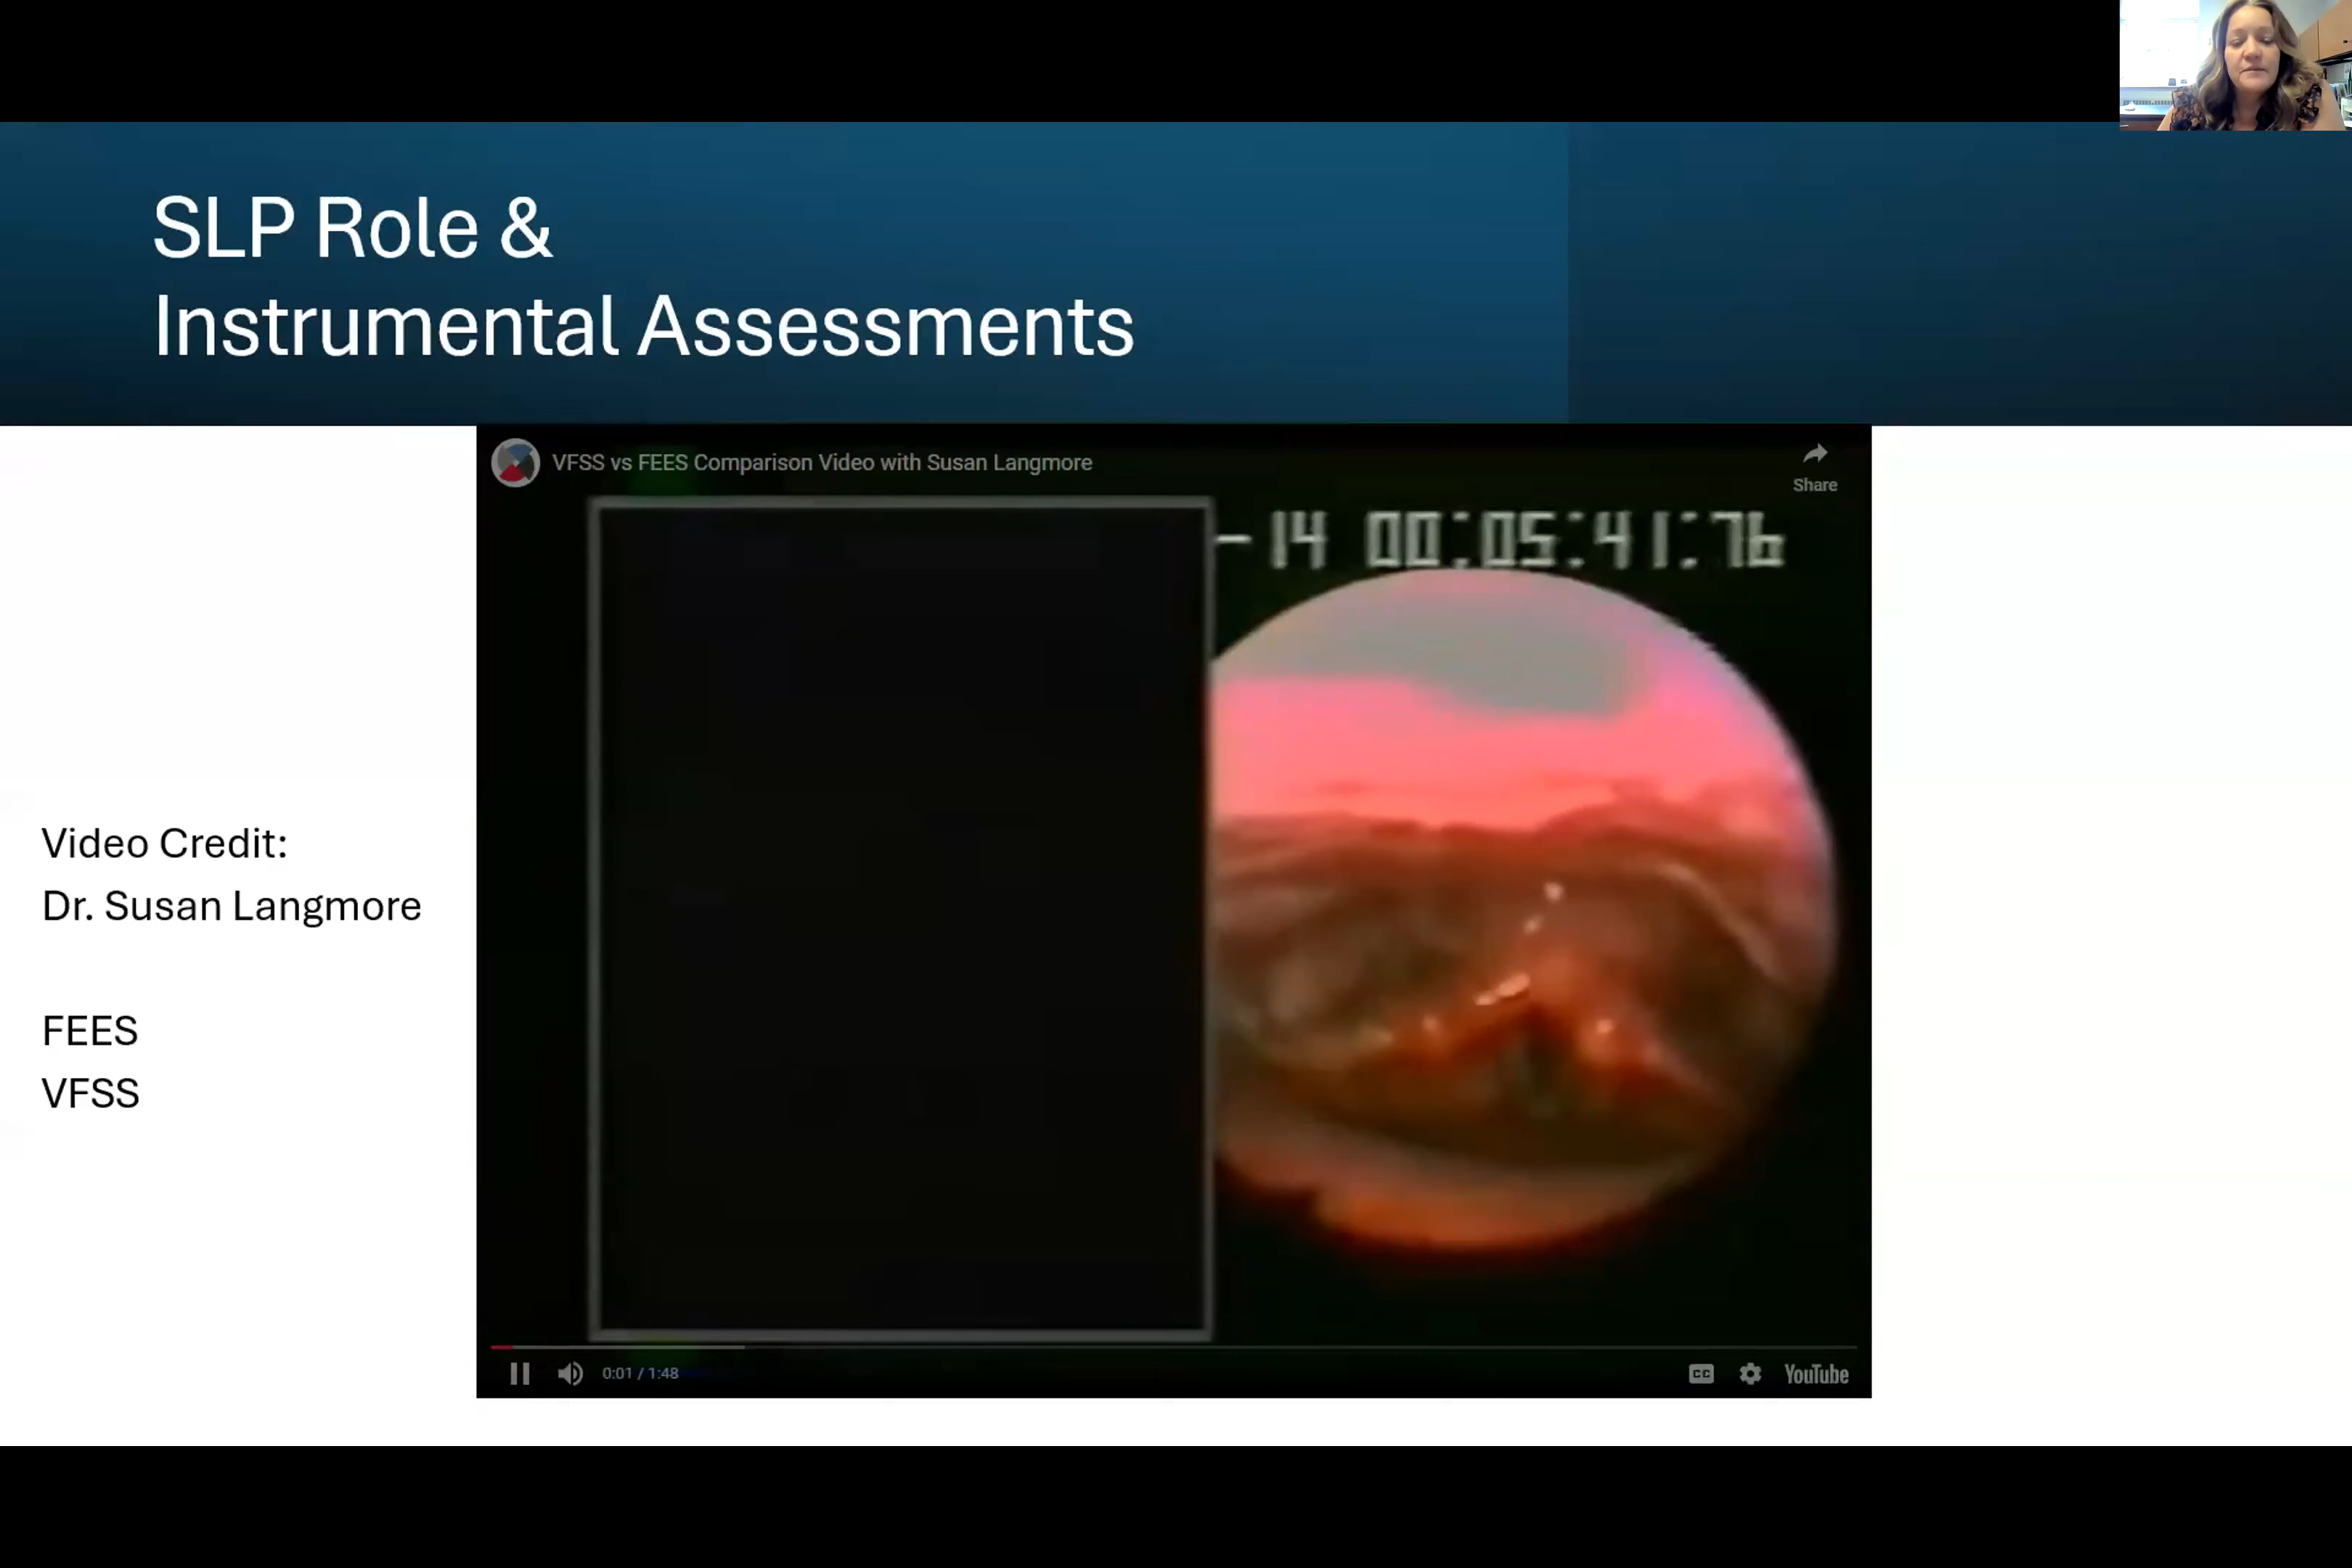 SLP Role &
Instrumental Assessments
VFSS vs FEES Comparison Video with Susan Langmore
Share
-14 00:05:41:76
Video Credit:
Dr. Susan Langmore
FEES
VFSS
0:01 / 1:48
CC
YouTube